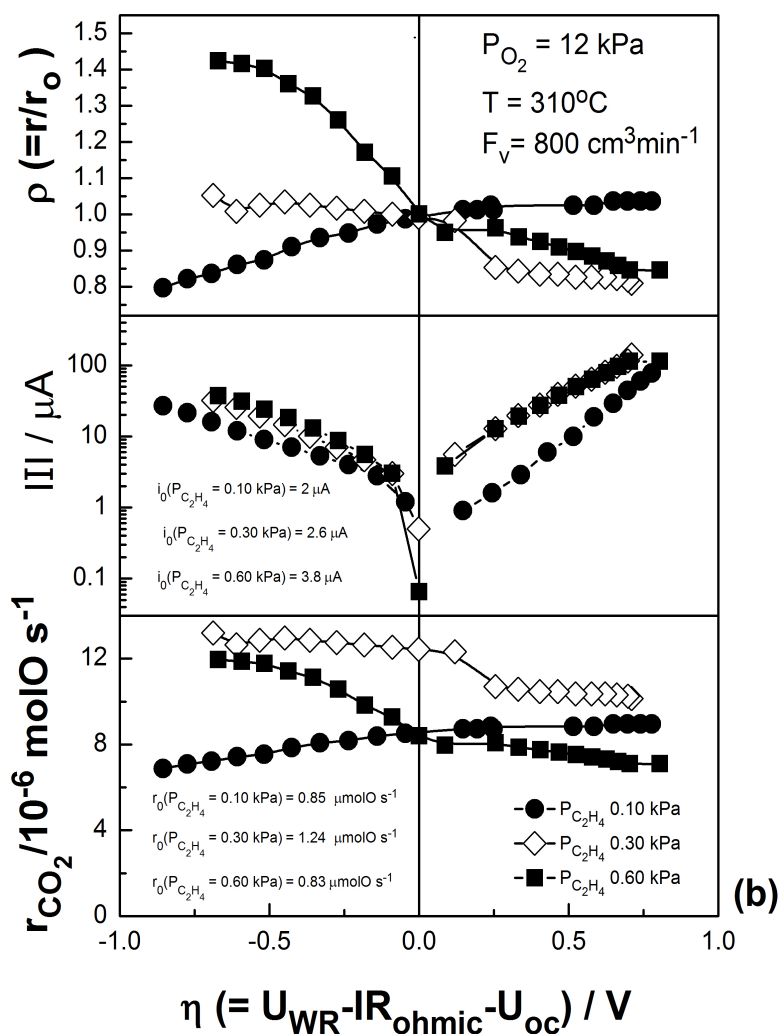 1.5
1.4
1.3
1.2
1.1
1.0
0.9
0.8
ρ (=r/rₒ)
P_O₂ = 12 kPa
T = 310ºC
Fᵥ= 800 cm³min⁻¹
100
10
1
0.1
|I| / μA
i₀(P_C₂H₄ = 0.10 kPa) = 2 μA
i₀(P_C₂H₄ = 0.30 kPa) = 2.6 μA
i₀(P_C₂H₄ = 0.60 kPa) = 3.8 μA
12
8
4
0
r_CO₂/10⁻⁶ molO s⁻¹
r₀(P_C₂H₄ = 0.10 kPa) = 0.85 μmolO s⁻¹
r₀(P_C₂H₄ = 0.30 kPa) = 1.24 μmolO s⁻¹
r₀(P_C₂H₄ = 0.60 kPa) = 0.83 μmolO s⁻¹
P_C₂H₄ 0.10 kPa
P_C₂H₄ 0.30 kPa
P_C₂H₄ 0.60 kPa
(b)
-1.0 -0.5 0.0 0.5 1.0
η (= U_WR-IR_ohmic-U_oc) / V